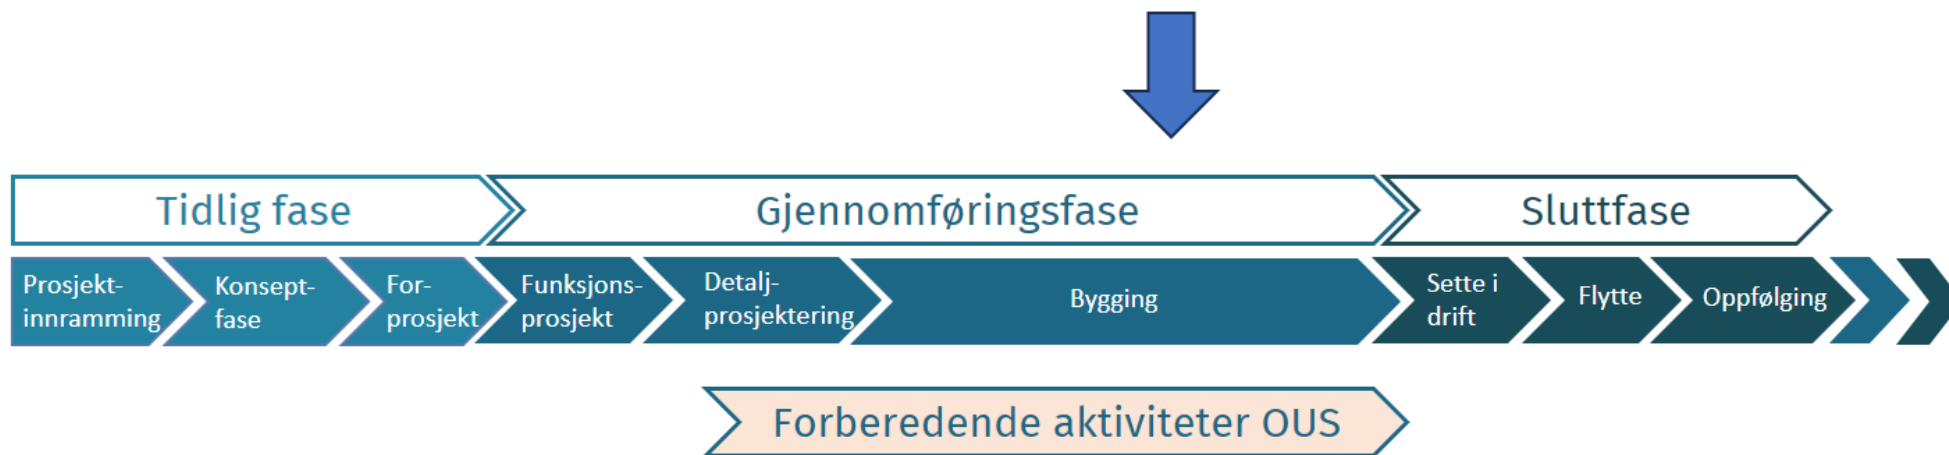 Tidlig fase
Gjennomføringsfase
Sluttfase
Prosjekt-
innramming
Konsept-
fase
For-
prosjekt
Funksjons-
prosjekt
Detalj-
prosjektering
Bygging
Sette i
drift
Flytte
Oppfølging
Forberedende aktiviteter OUS